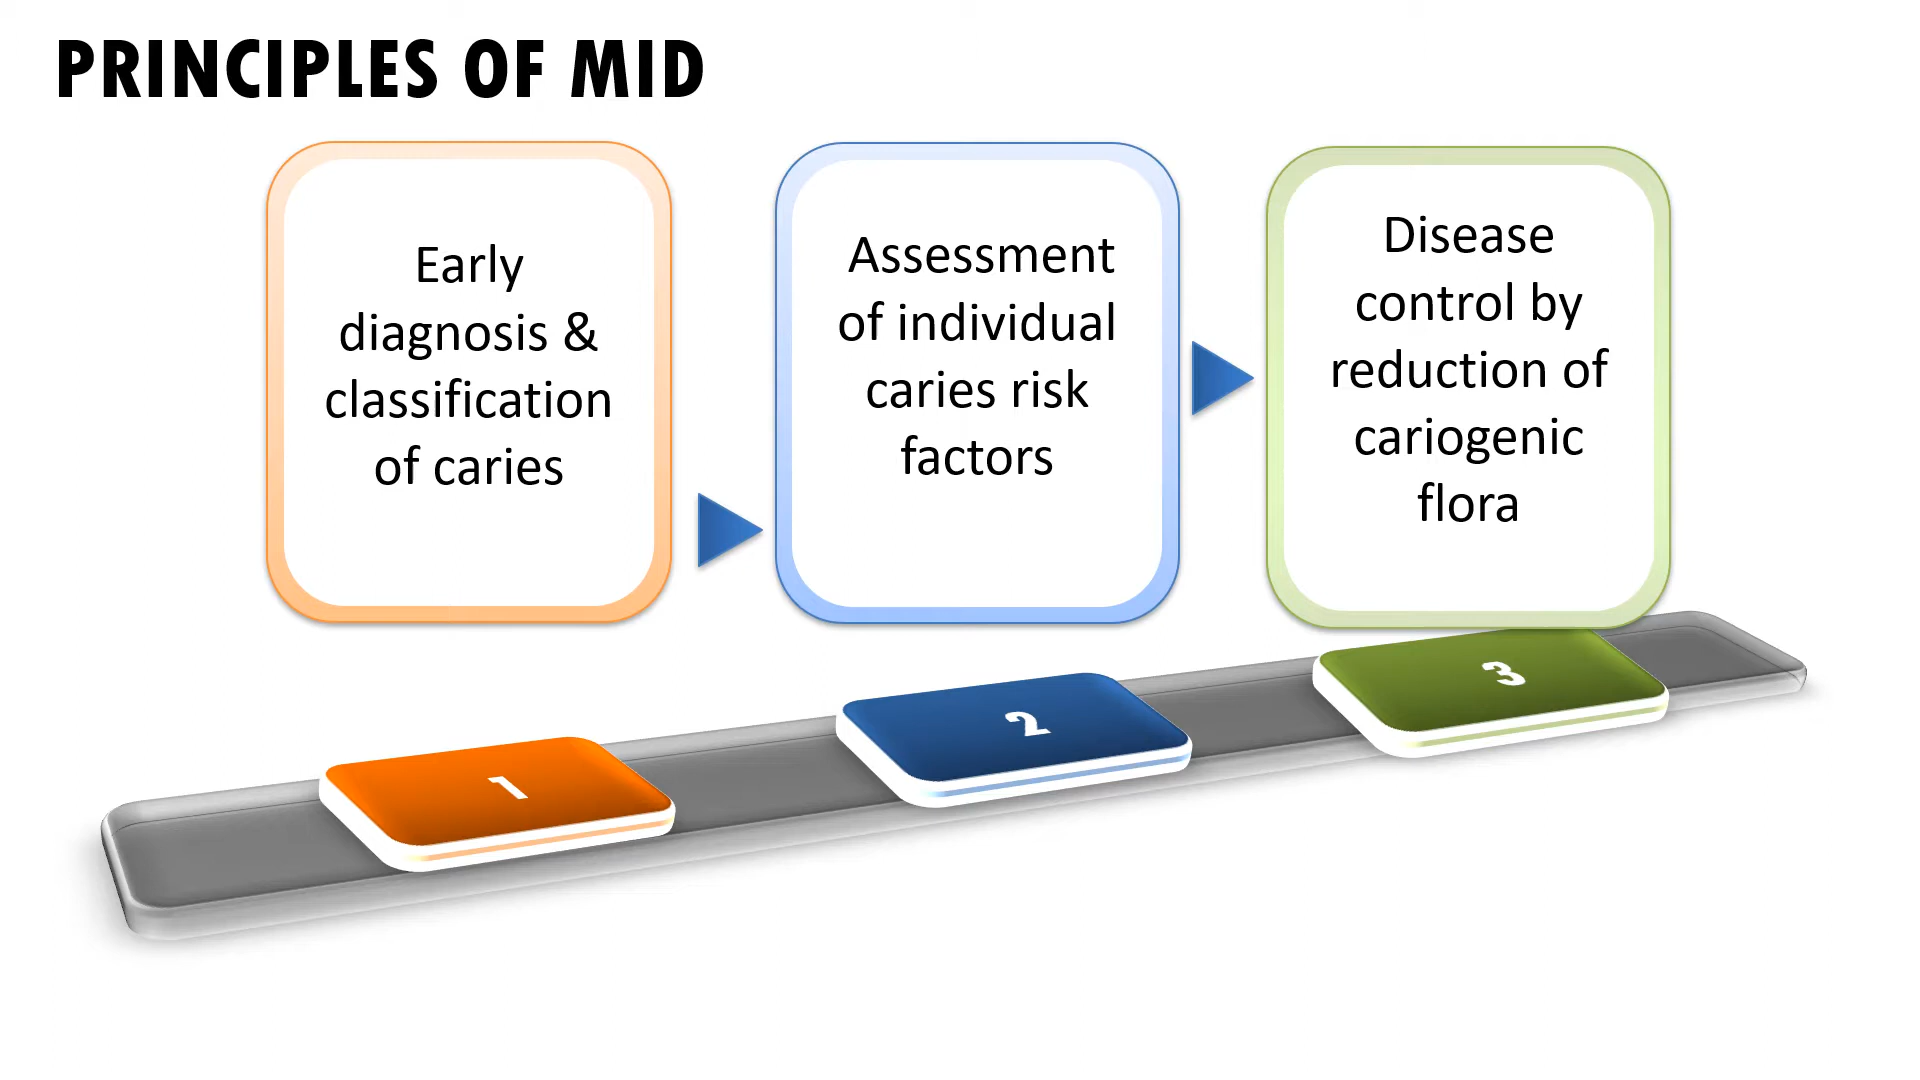 PRINCIPLES OF MID
Early
diagnosis &
classification
of caries
Assessment
of individual
caries risk
factors
Disease
control by
reduction of
cariogenic
flora
1
2
3